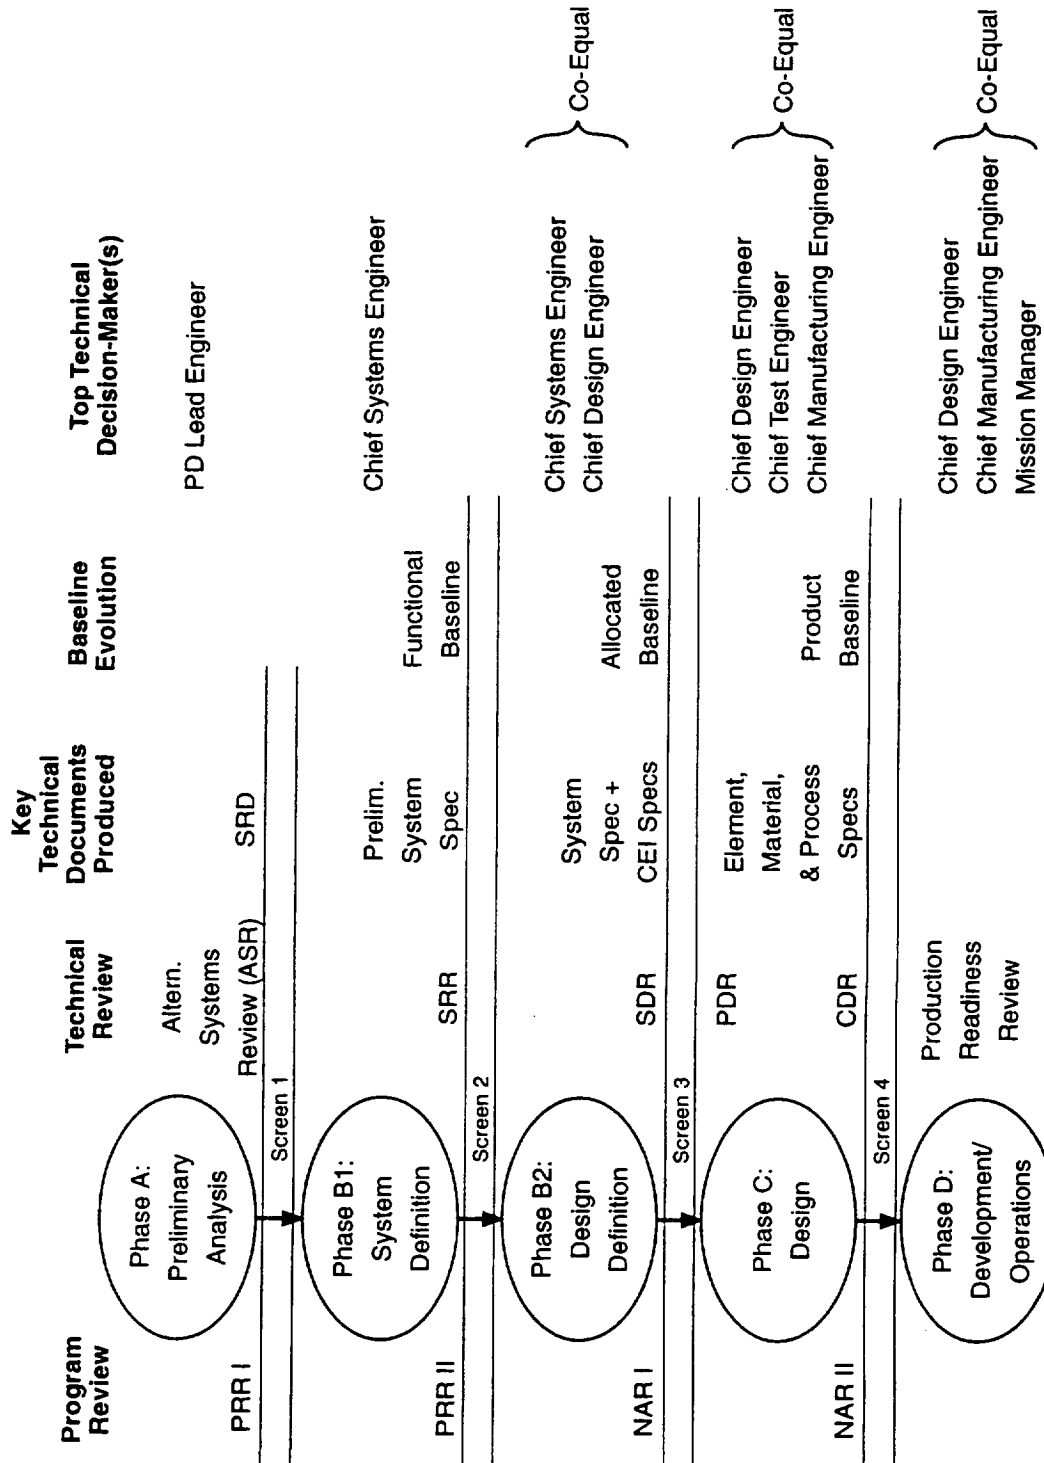 Program
Review
Technical
Review
Key
Technical
Documents
Produced
Baseline
Evolution
Top Technical
Decision-Maker(s)
Phase A:
Preliminary
Analysis
Altern.
Systems
Review (ASR)
SRD
PD Lead Engineer
PRR I
Screen 1
Phase B1:
System
Definition
SRR
Prelim.
System
Spec
Functional
Baseline
Chief Systems Engineer
PRR II
Screen 2
Phase B2:
Design
Definition
SDR
System
Spec +
CEI Specs
Allocated
Baseline
Chief Systems Engineer
Chief Design Engineer
Co-Equal
NAR I
Screen 3
Phase C:
Design
PDR
CDR
Element,
Material,
& Process
Specs
Product
Baseline
Chief Design Engineer
Chief Test Engineer
Chief Manufacturing Engineer
Co-Equal
NAR II
Screen 4
Phase D:
Development/
Operations
Production
Readiness
Review
Chief Design Engineer
Chief Manufacturing Engineer
Mission Manager
Co-Equal